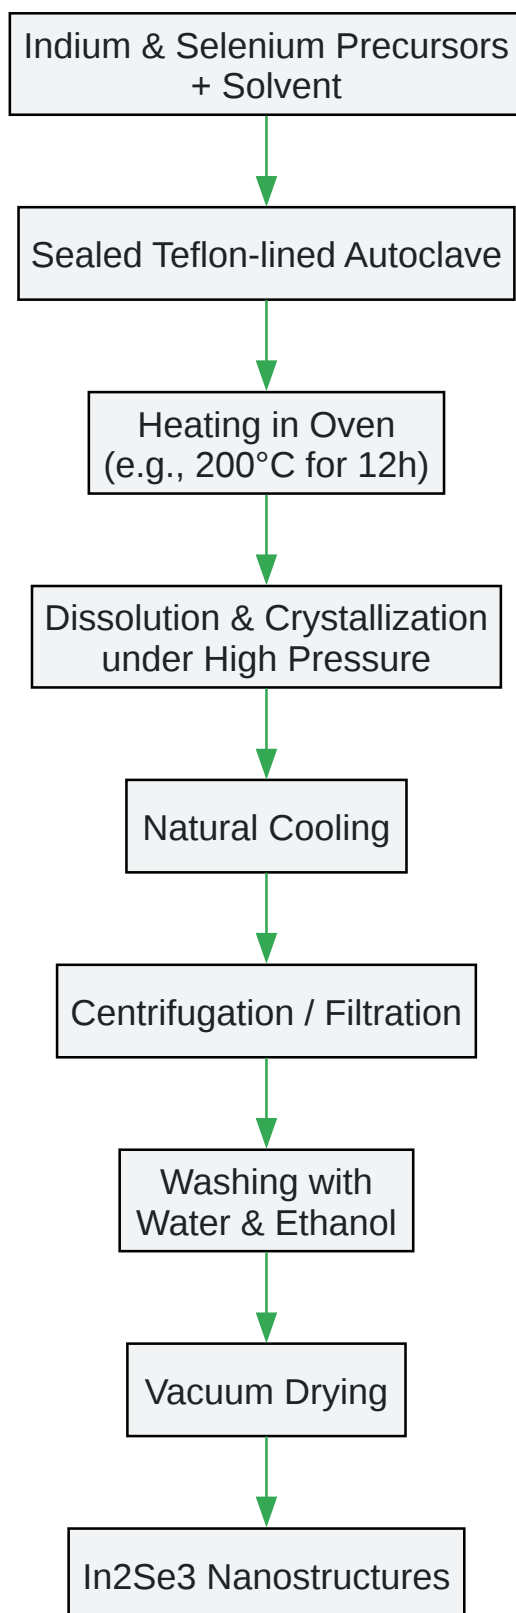 Indium & Selenium Precursors
+ Solvent
Sealed Teflon-lined Autoclave
Heating in Oven
(e.g., 200°C for 12h)
Dissolution & Crystallization
under High Pressure
Natural Cooling
Centrifugation / Filtration
Washing with
Water & Ethanol
Vacuum Drying
In2Se3 Nanostructures